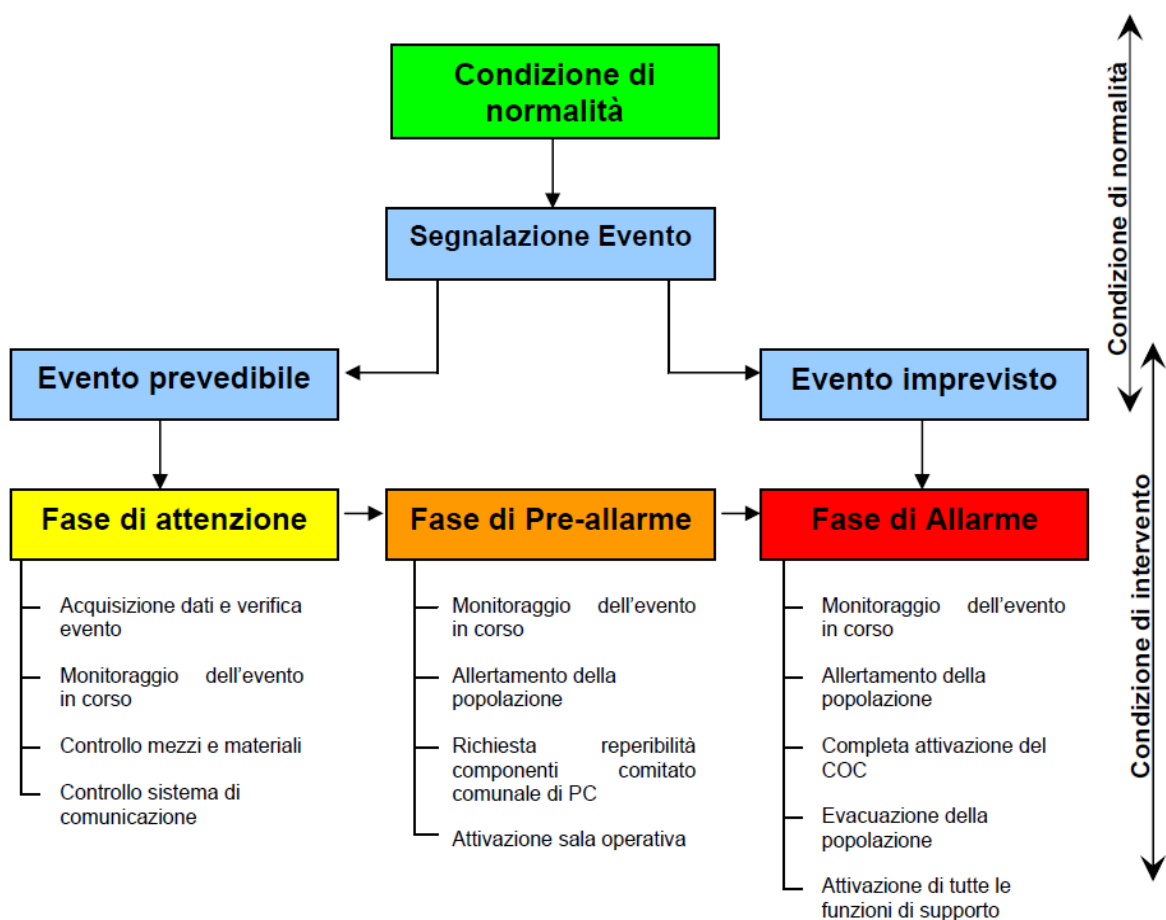 Condizione di
normalità
Segnalazione Evento
Evento prevedibile
Evento imprevisto
Fase di attenzione
Fase di Pre-allarme
Fase di Allarme
Acquisizione dati e verifica
evento
Monitoraggio dell'evento
in corso
Controllo mezzi e materiali
Controllo sistema di
comunicazione
Monitoraggio dell'evento
in corso
Allertamento della
popolazione
Richiesta reperibilità
componenti comitato
comunale di PC
Attivazione sala operativa
Monitoraggio dell'evento
in corso
Allertamento della
popolazione
Completa attivazione del
COC
Evacuazione della
popolazione
Attivazione di tutte le
funzioni di supporto
Condizione di normalità
Condizione di intervento